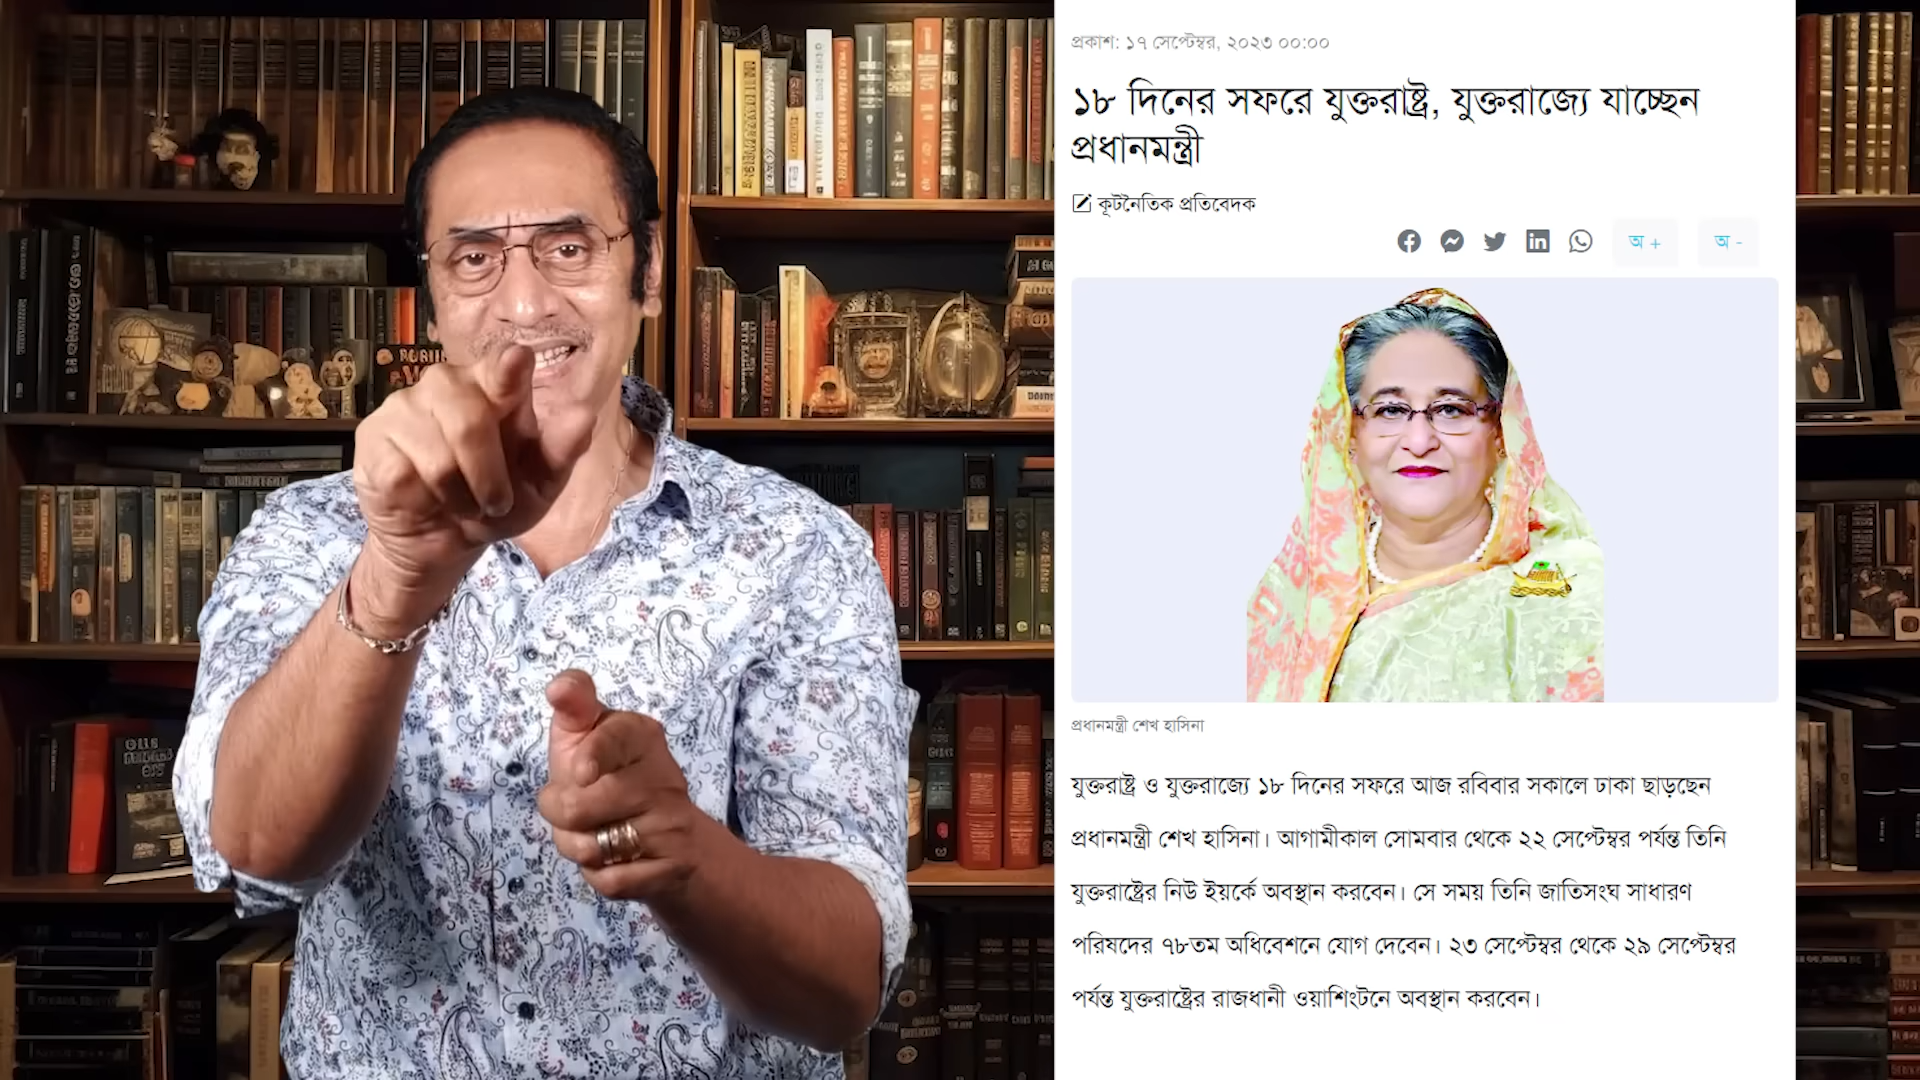 প্রকাশ: ১৭ সেপ্টেম্বর, ২০২৩ ০০:০০
১৮ দিনের সফরে যুক্তরাষ্ট্র, যুক্তরাজ্যে যাচ্ছেন
প্রধানমন্ত্রী
কূটনৈতিক প্রতিবেদক
অ +
অ -
প্রধানমন্ত্রী শেখ হাসিনা
যুক্তরাষ্ট্র ও যুক্তরাজ্যে ১৮ দিনের সফরে আজ রবিবার সকালে ঢাকা ছাড়ছেন
প্রধানমন্ত্রী শেখ হাসিনা। আগামীকাল সোমবার থেকে ২২ সেপ্টেম্বর পর্যন্ত তিনি
যুক্তরাষ্ট্রের নিউ ইয়র্কে অবস্থান করবেন। সে সময় তিনি জাতিসংঘ সাধারণ
পরিষদের ৭৮তম অধিবেশনে যোগ দেবেন। ২৩ সেপ্টেম্বর থেকে ২৯ সেপ্টেম্বর
পর্যন্ত যুক্তরাষ্ট্রের রাজধানী ওয়াশিংটনে অবস্থান করবেন।